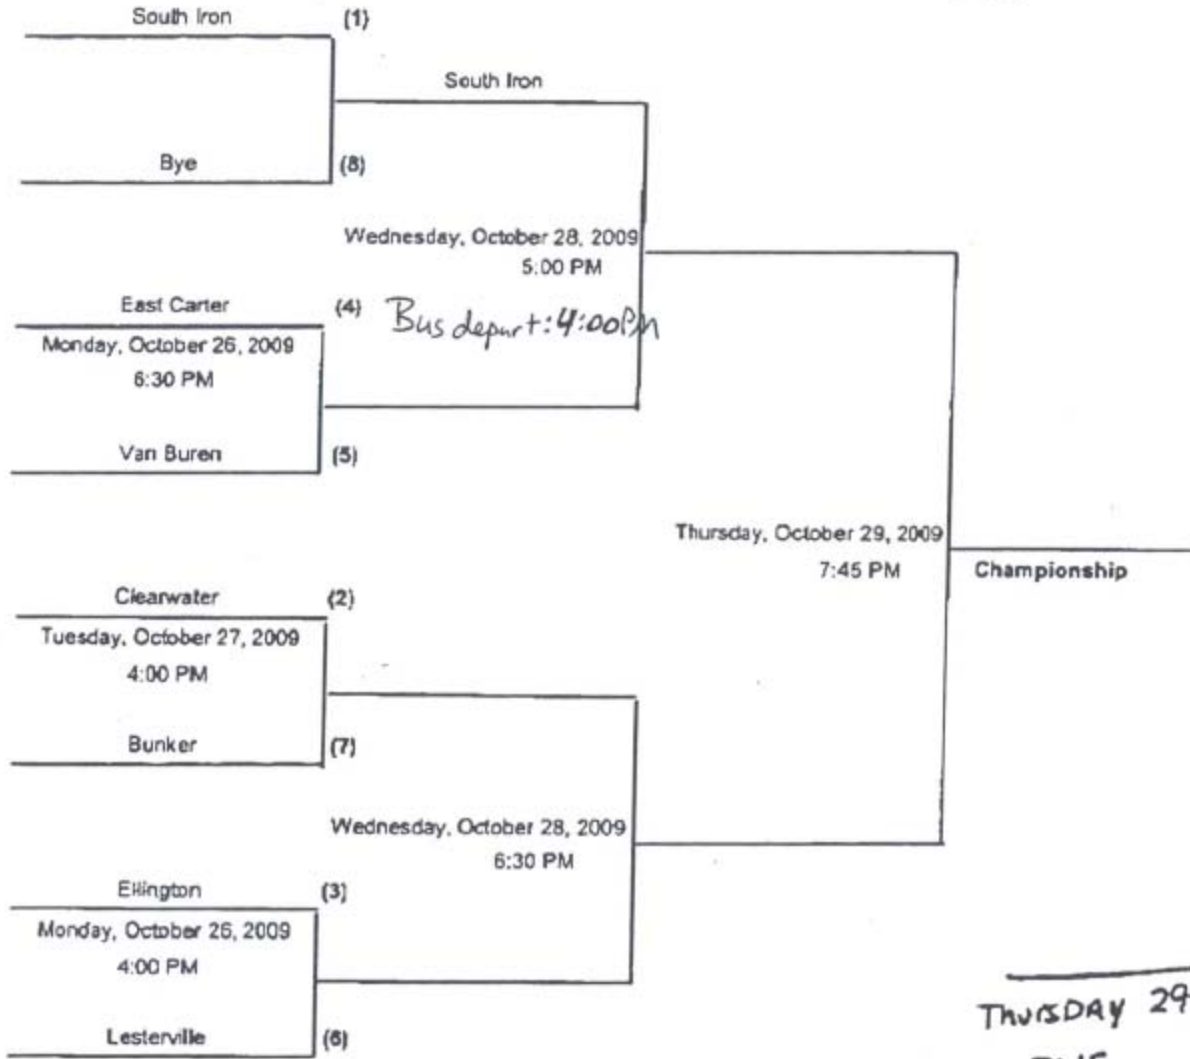 South Iron (1)
South Iron
Bye (8)
Wednesday, October 28, 2009
5:00 PM
East Carter (4)
Bus depart: 4:00PM
Monday, October 26, 2009
6:30 PM
Van Buren (5)
Thursday, October 29, 2009
7:45 PM
Championship
Clearwater (2)
Tuesday, October 27, 2009
4:00 PM
Bunker (7)
Wednesday, October 28, 2009
6:30 PM
Ellington (3)
Monday, October 26, 2009
4:00 PM
Lesterville (6)
THURSDAY 29